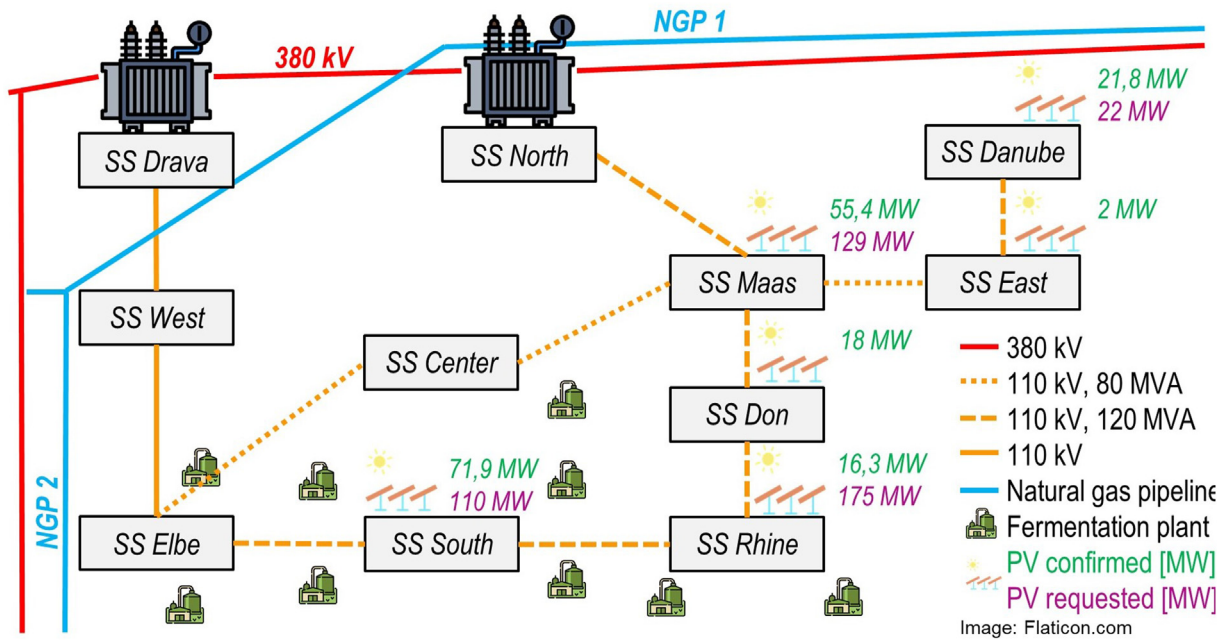 NGP 1
380 kV
21,8 MW
22 MW
SS Drava
SS North
SS Danube
55,4 MW
129 MW
2 MW
SS West
SS Maas
SS East
SS Center
18 MW
380 kV
110 kV, 80 MVA
110 kV, 120 MVA
110 kV
Natural gas pipeline
Fermentation plant
PV confirmed [MW]
PV requested [MW]
SS Don
71,9 MW
110 MW
16,3 MW
175 MW
NGP 2
SS Elbe
SS South
SS Rhine
Image: Flaticon.com